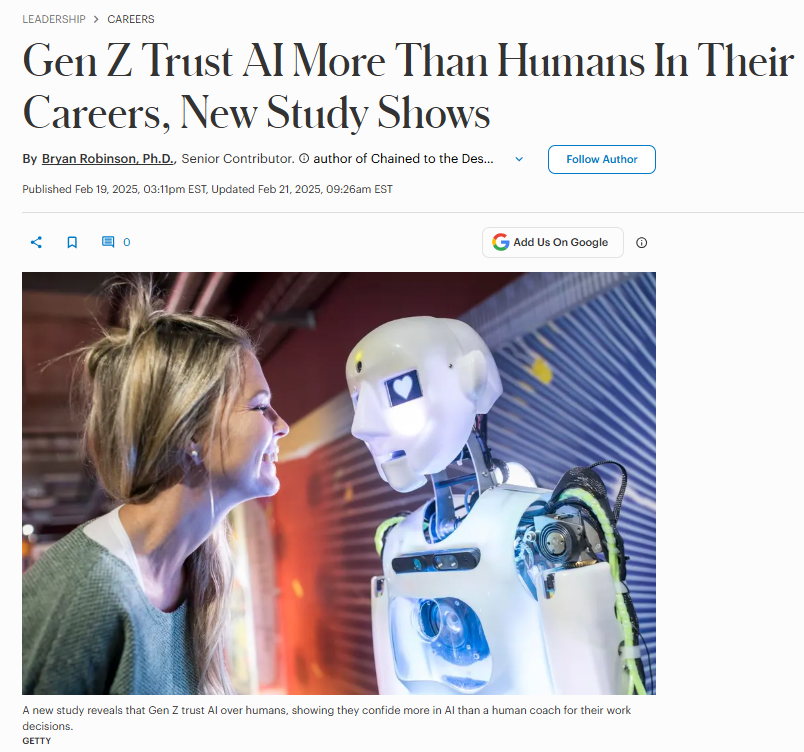 LEADERSHIP > CAREERS
Gen Z Trust AI More Than Humans In Their
Careers, New Study Shows
By Bryan Robinson, Ph.D., Senior Contributor. ⓘ author of Chained to the Des...
Follow Author
Published Feb 19, 2025, 03:11pm EST, Updated Feb 21, 2025, 09:26am EST
0
Add Us On Google
A new study reveals that Gen Z trust AI over humans, showing they confide more in AI than a human coach for their work
decisions.
GETTY